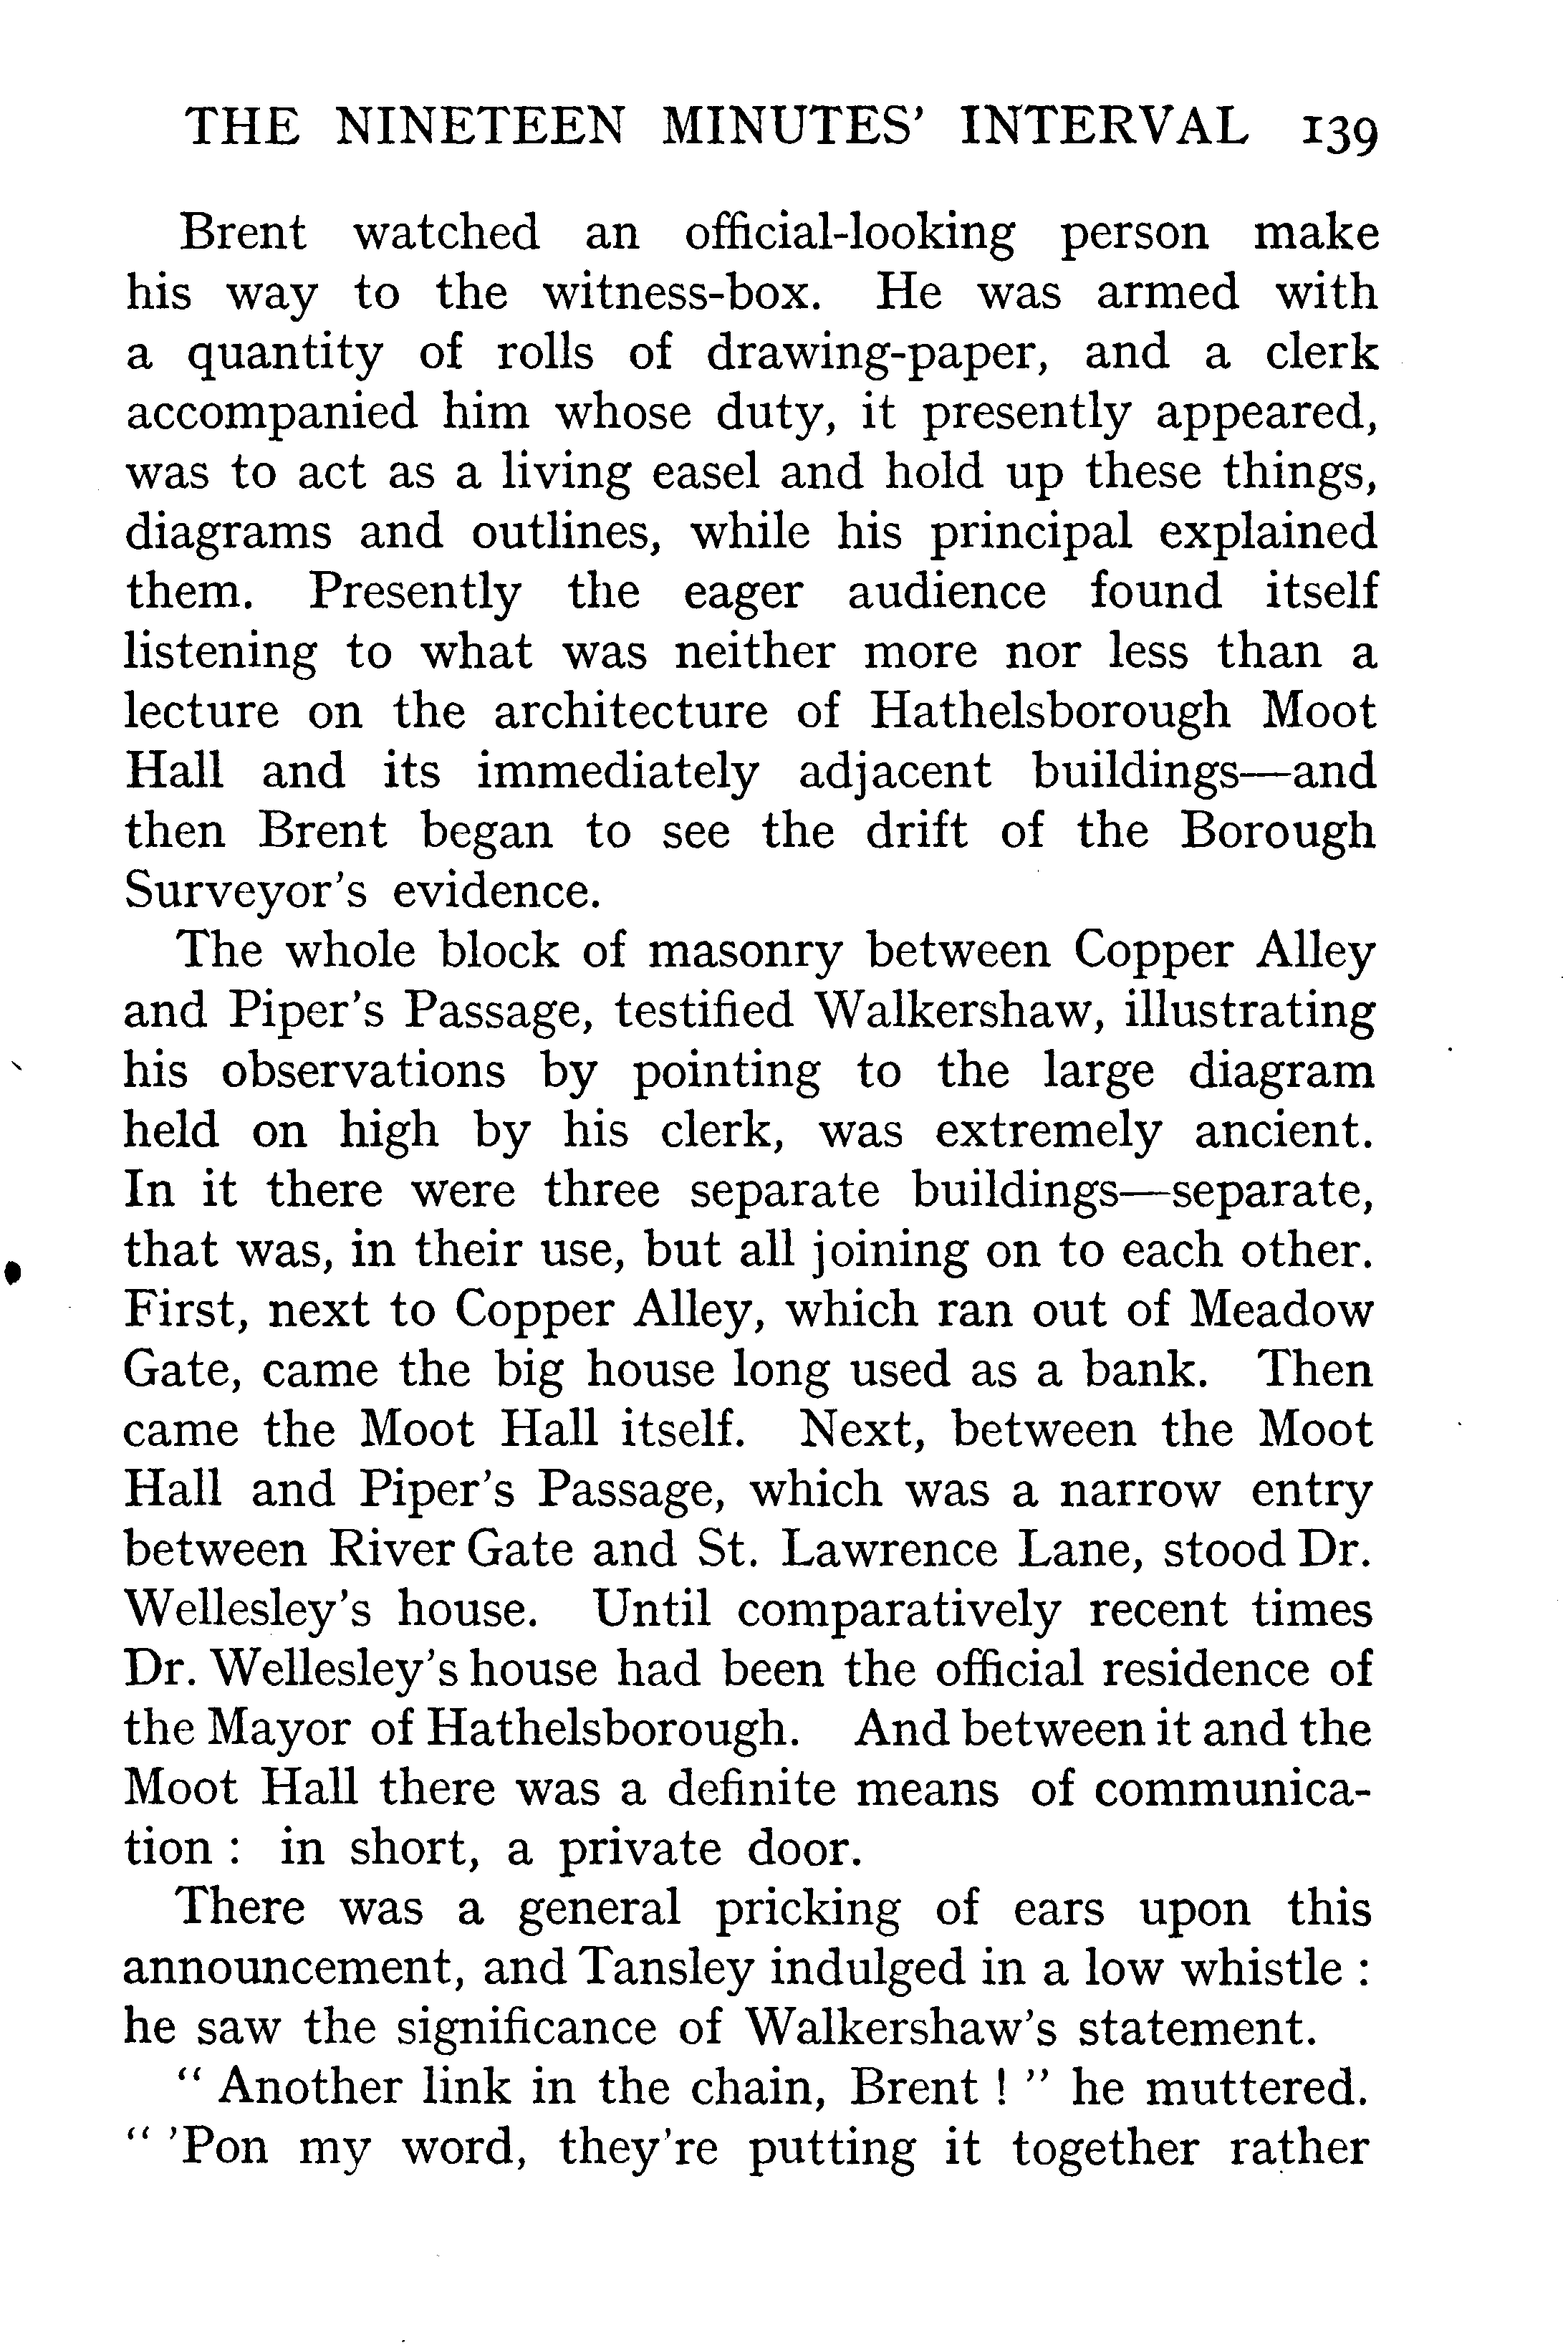 THE NINETEEN MINUTES' INTERVAL 139
Brent watched an official-looking person make
his way to the witness-box. He was armed with
a quantity of rolls of drawing-paper, and a clerk
accompanied him whose duty, it presently appeared,
was to act as a living easel and hold up these things,
diagrams and outlines, while his principal explained
them. Presently the eager audience found itself
listening to what was neither more nor less than a
lecture on the architecture of Hathelsborough Moot
Hall and its immediately adjacent buildings—and
then Brent began to see the drift of the Borough
Surveyor's evidence.
The whole block of masonry between Copper Alley
and Piper's Passage, testified Walkershaw, illustrating
his observations by pointing to the large diagram
held on high by his clerk, was extremely ancient.
In it there were three separate buildings—separate,
that was, in their use, but all joining on to each other.
First, next to Copper Alley, which ran out of Meadow
Gate, came the big house long used as a bank. Then
came the Moot Hall itself. Next, between the Moot
Hall and Piper's Passage, which was a narrow entry
between River Gate and St. Lawrence Lane, stood Dr.
Wellesley's house. Until comparatively recent times
Dr. Wellesley's house had been the official residence of
the Mayor of Hathelsborough. And between it and the
Moot Hall there was a definite means of communica-
tion : in short, a private door.
There was a general pricking of ears upon this
announcement, and Tansley indulged in a low whistle :
he saw the significance of Walkershaw's statement.
“ Another link in the chain, Brent ! ” he muttered.
“ ’Pon my word, they're putting it together rather